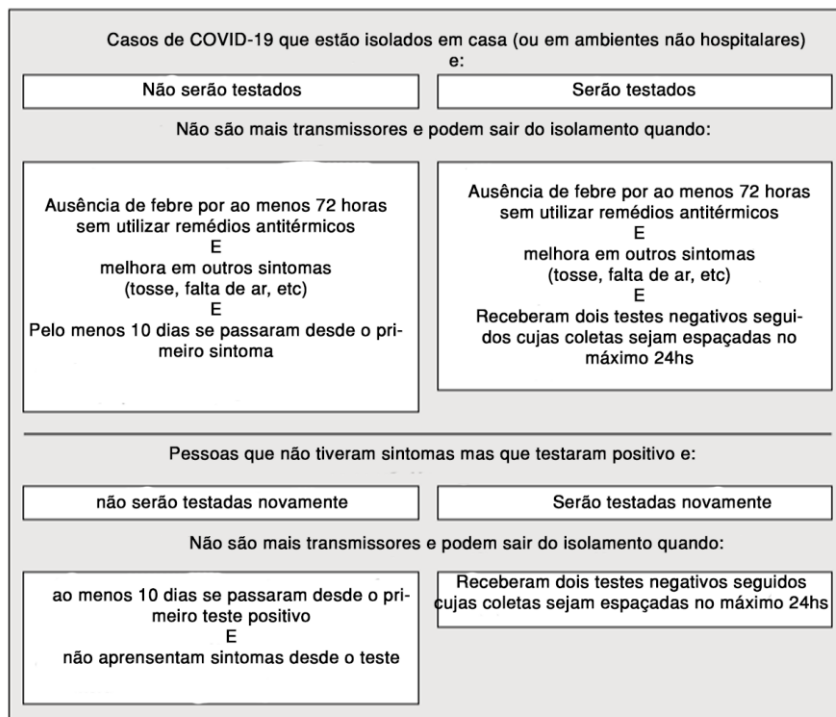 Casos de COVID-19 que estão isolados em casa (ou em ambientes não hospitalares)
e:
Não serão testados
Serão testados
Não são mais transmissores e podem sair do isolamento quando:
Ausência de febre por ao menos 72 horas
sem utilizar remédios antitérmicos
E
melhora em outros sintomas
(tosse, falta de ar, etc)
E
Pelo menos 10 dias se passaram desde o pri-
meiro sintoma
Ausência de febre por ao menos 72 horas
sem utilizar remédios antitérmicos
E
melhora em outros sintomas
(tosse, falta de ar, etc)
E
Receberam dois testes negativos segui-
dos cujas coletas sejam espaçadas no
máximo 24hs
Pessoas que não tiveram sintomas mas que testaram positivo e:
não serão testadas novamente
Serão testadas novamente
Não são mais transmissores e podem sair do isolamento quando:
ao menos 10 dias se passaram desde o pri-
meiro teste positivo
E
não aprensentam sintomas desde o teste
Receberam dois testes negativos seguidos
cujas coletas sejam espaçadas no máximo 24hs